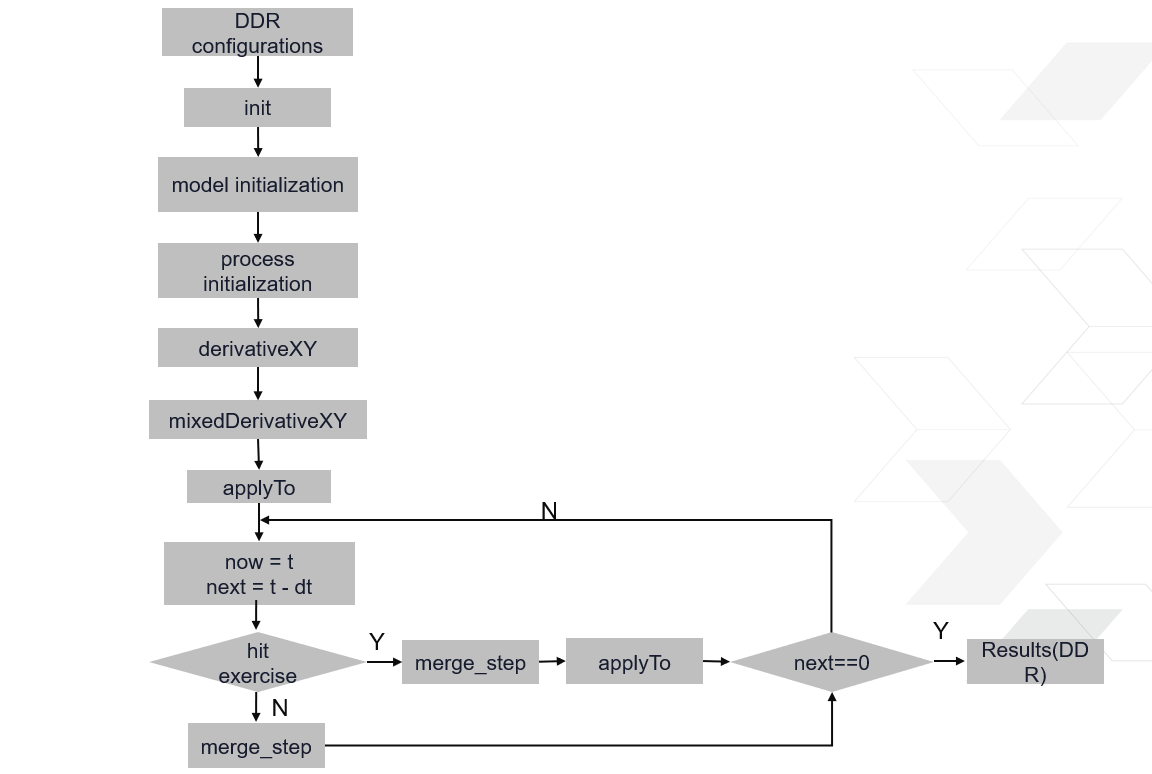 DDR
configurations
init
model initialization
process
initialization
derivativeXY
mixedDerivativeXY
applyTo
N
now = t
next = t - dt
hit
exercise
Y
merge_step
applyTo
next==0
Y
Results(DD
R)
N
merge_step